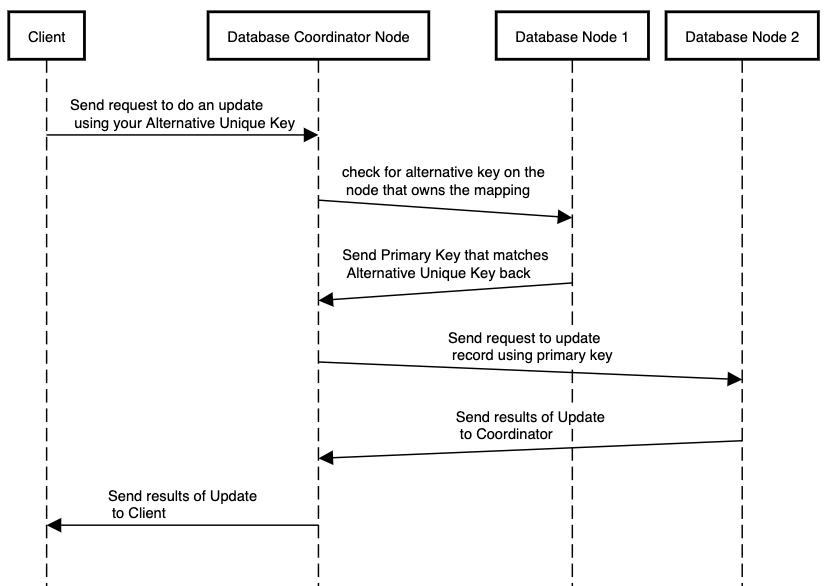 Client
Database Coordinator Node
Database Node 1
Database Node 2
Send request to do an update
using your Alternative Unique Key
check for alternative key on the
node that owns the mapping
Send Primary Key that matches
Alternative Unique Key back
Send request to update
record using primary key
Send results of Update
to Coordinator
Send results of Update
to Client